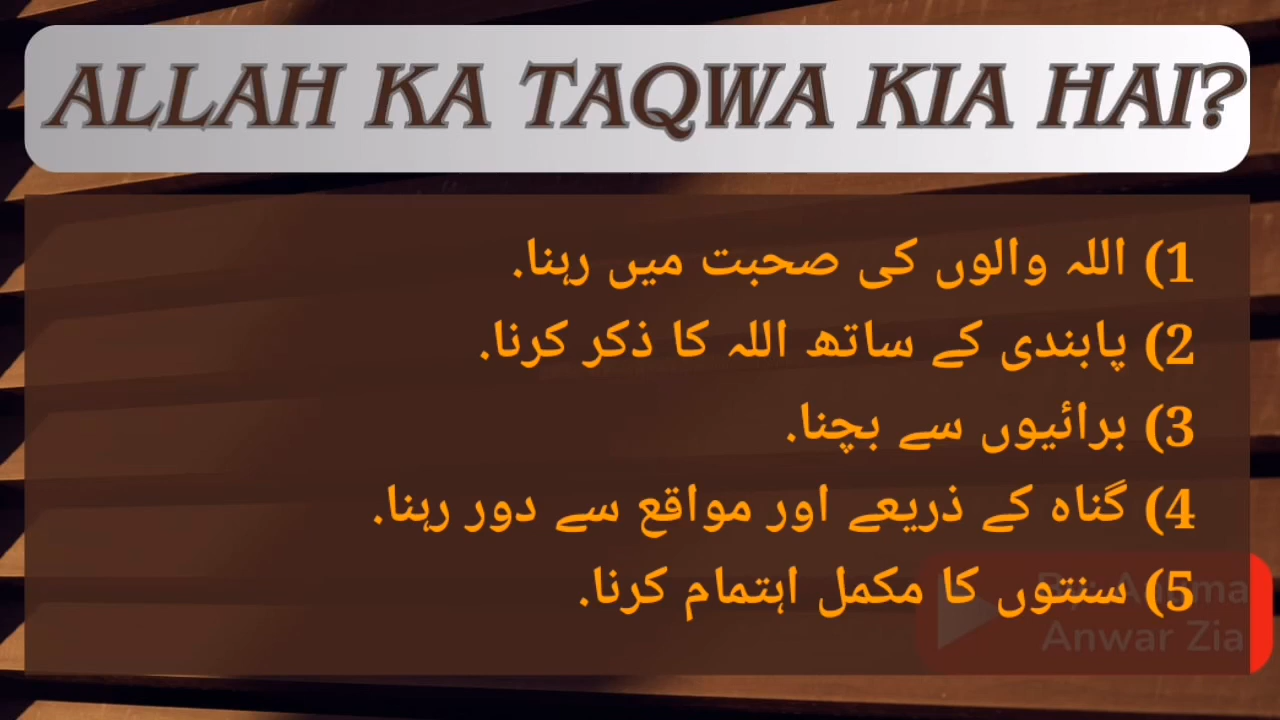 ALLAH KA TAQWA KIA HAI?
1) اللہ والوں کی صحبت میں رہنا.
2) پابندی کے ساتھ اللہ کا ذکر کرنا.
3) برائیوں سے بچنا.
4) گناہ کے ذریعے اور مواقع سے دور رہنا.
5) سنتوں کا مکمل اہتمام کرنا.
By:
Anwar Zia